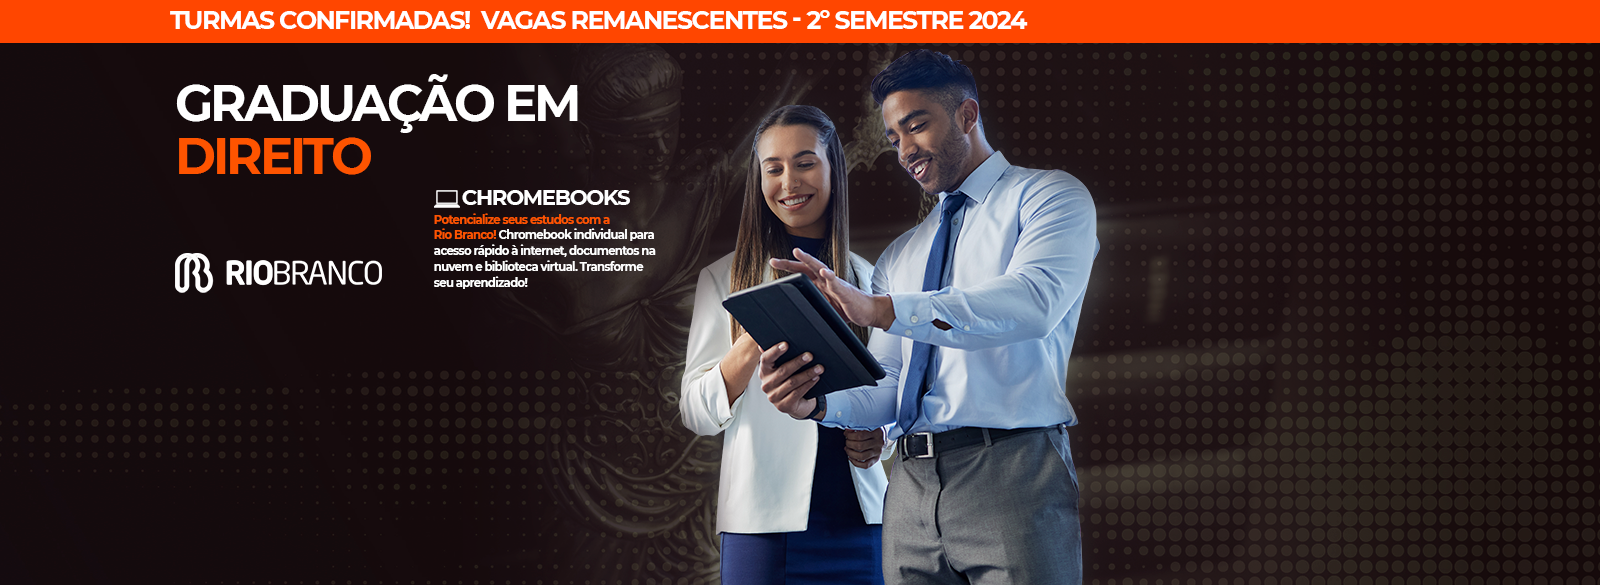 TURMAS CONFIRMADAS! VAGAS REMANESCENTES - 2º SEMESTRE 2024
GRADUAÇÃO EM
DIREITO
CHROMEBOOKS
Potencialize seus estudos com a
Rio Branco! Chromebook individual para
acesso rápido à internet, documentos na
nuvem e biblioteca virtual. Transforme
seu aprendizado!
RIOBRANCO